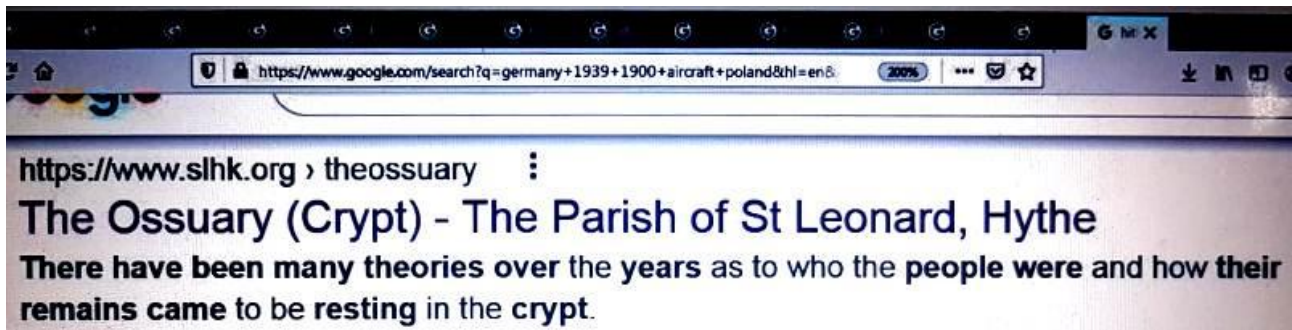 G hit X
https://www.google.com/search?q=germany+1939+1900+aircraft+poland&hl=en&
200%
https://www.slhk.org › theossuary
The Ossuary (Crypt) - The Parish of St Leonard, Hythe
There have been many theories over the years as to who the people were and how their
remains came to be resting in the crypt.